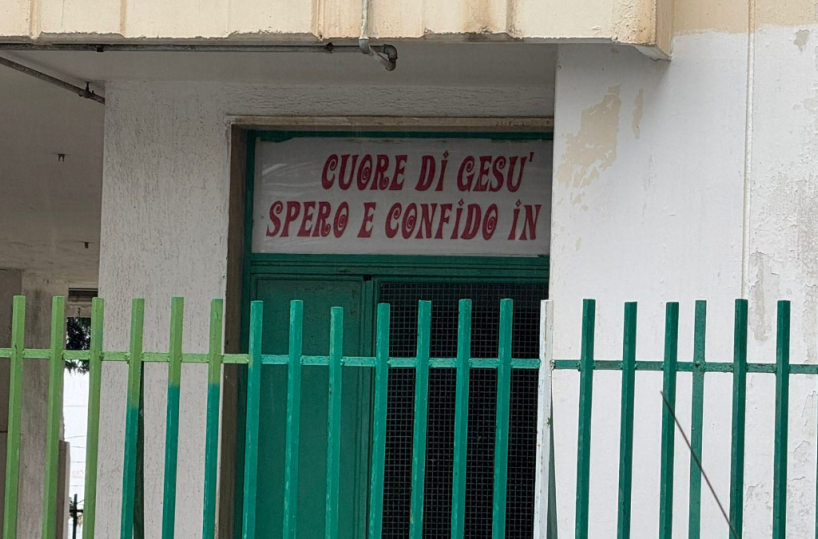 CUORE DI GESU'
SPERO E CONFIDO IN